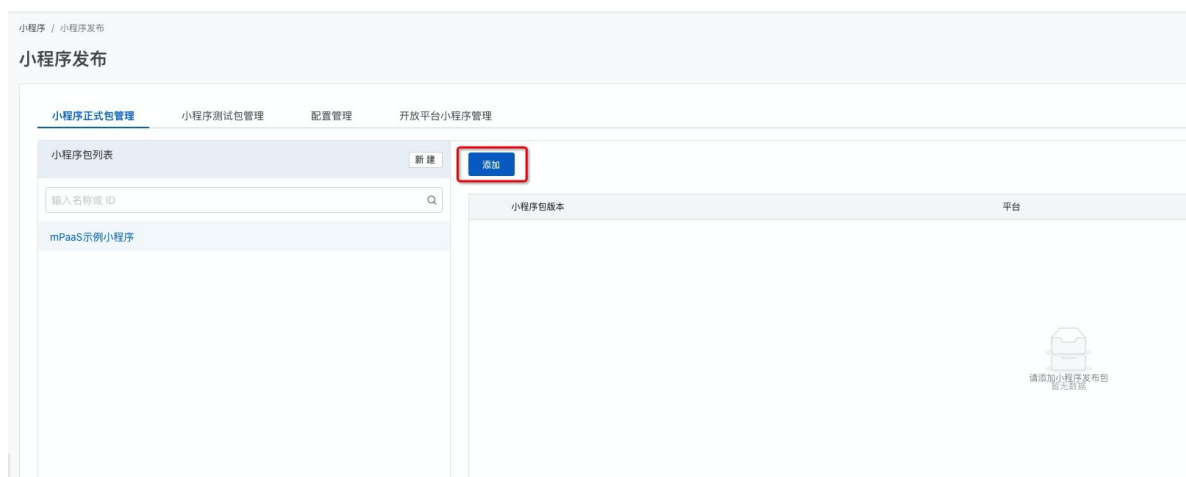 小程序 / 小程序发布
小程序发布
小程序正式包管理 小程序测试包管理 配置管理 开放平台小程序管理
小程序包列表 新 建
添加
输入名称或 ID
小程序包版本 平台
mPaaS示例小程序
请添加小程序发布包
暂无数据